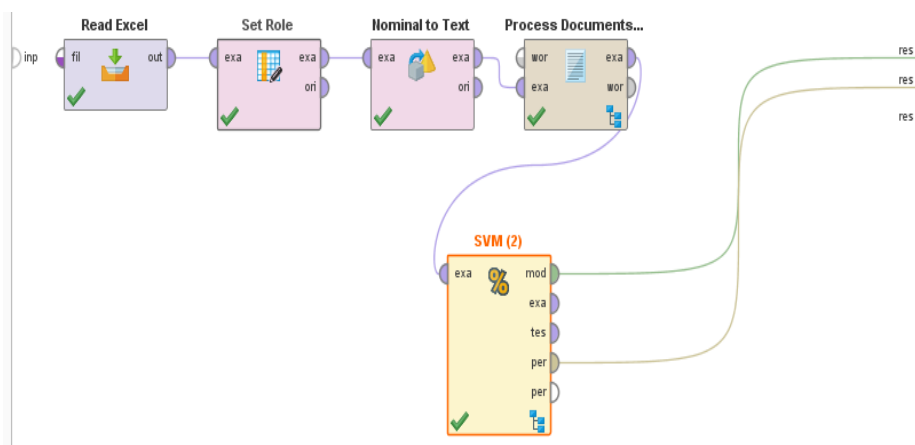 Read Excel
Set Role
Nominal to Text
Process Documents...
inp
fil
out
exa
exa
ori
exa
exa
ori
wor
exa
exa
wor
res
res
res
SVM (2)
exa
mod
%
exa
tes
per
per